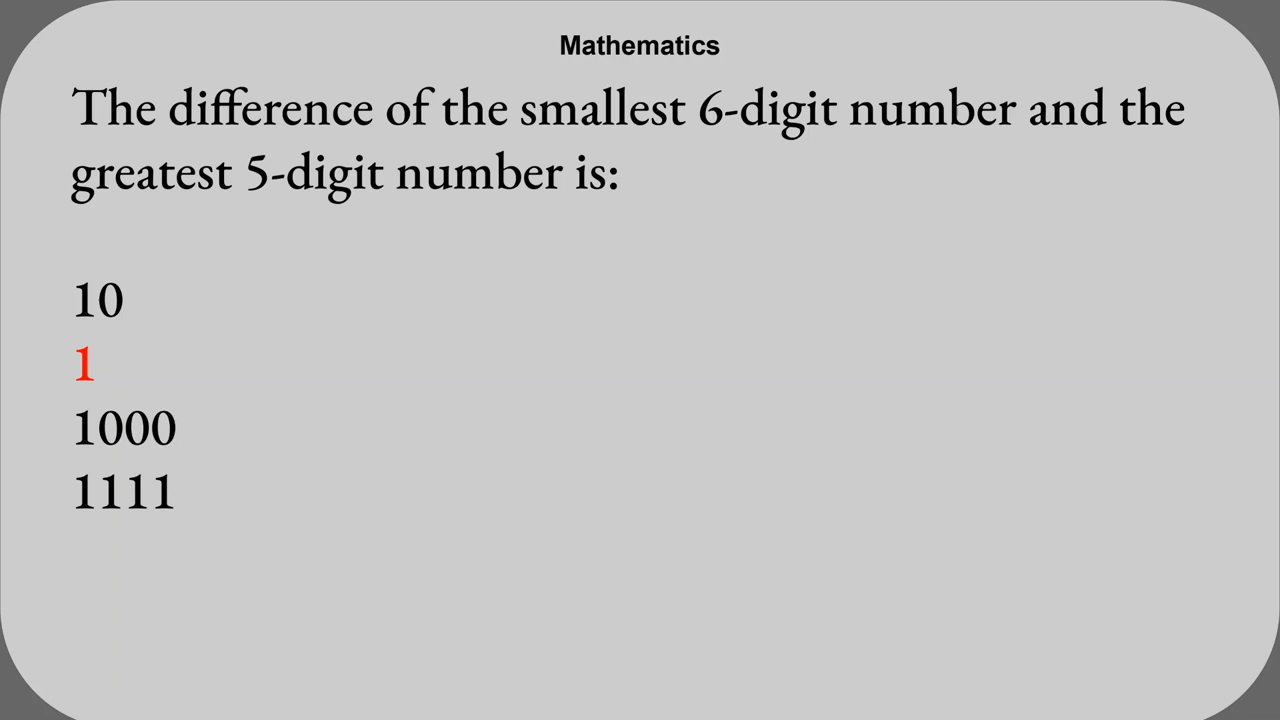 Mathematics
The difference of the smallest 6-digit number and the
greatest 5-digit number is:
10
1
1000
1111